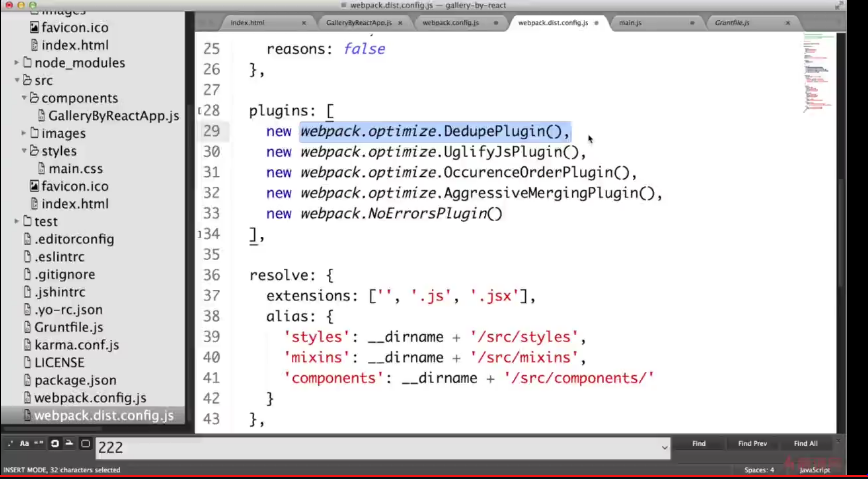 webpack.dist.config.js — gallery-by-react
index.html
GalleryByReactApp.js
webpack.config.js
webpack.dist.config.js
main.js
Gruntfile.js
images
favicon.ico
index.html
node_modules
src
components
GalleryByReactApp.js
images
styles
main.css
favicon.ico
index.html
test
.editorconfig
.eslintrc
.gitignore
.jshintrc
.yo-rc.json
Gruntfile.js
karma.conf.js
LICENSE
package.json
webpack.config.js
webpack.dist.config.js
25 reasons: false
26 },
27
28 plugins: [
29 new webpack.optimize.DedupePlugin(),
30 new webpack.optimize.UglifyJsPlugin(),
31 new webpack.optimize.OccurenceOrderPlugin(),
32 new webpack.optimize.AggressiveMergingPlugin(),
33 new webpack.NoErrorsPlugin()
34 ],
35
36 resolve: {
37 extensions: ['', '.js', '.jsx'],
38 alias: {
39 'styles': __dirname + '/src/styles',
40 'mixins': __dirname + '/src/mixins',
41 'components': __dirname + '/src/components/'
42 }
43 },
.* Aa “” 222 Find Find Prev Find All
INSERT MODE, 32 characters selected Spaces: 4 JavaScript